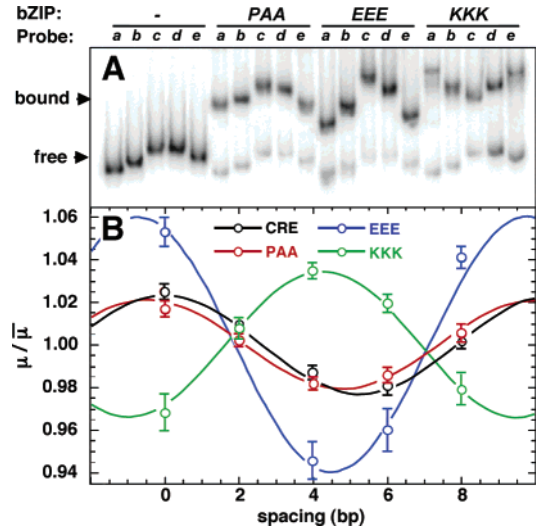 bZIP: - PAA EEE KKK
Probe: a b c d e a b c d e a b c d e a b c d e
A
bound
free
B
CRE EEE
PAA KKK
1.06
1.04
1.02
1.00
0.98
0.96
0.94
μ / μ̅
0 2 4 6 8
spacing (bp)